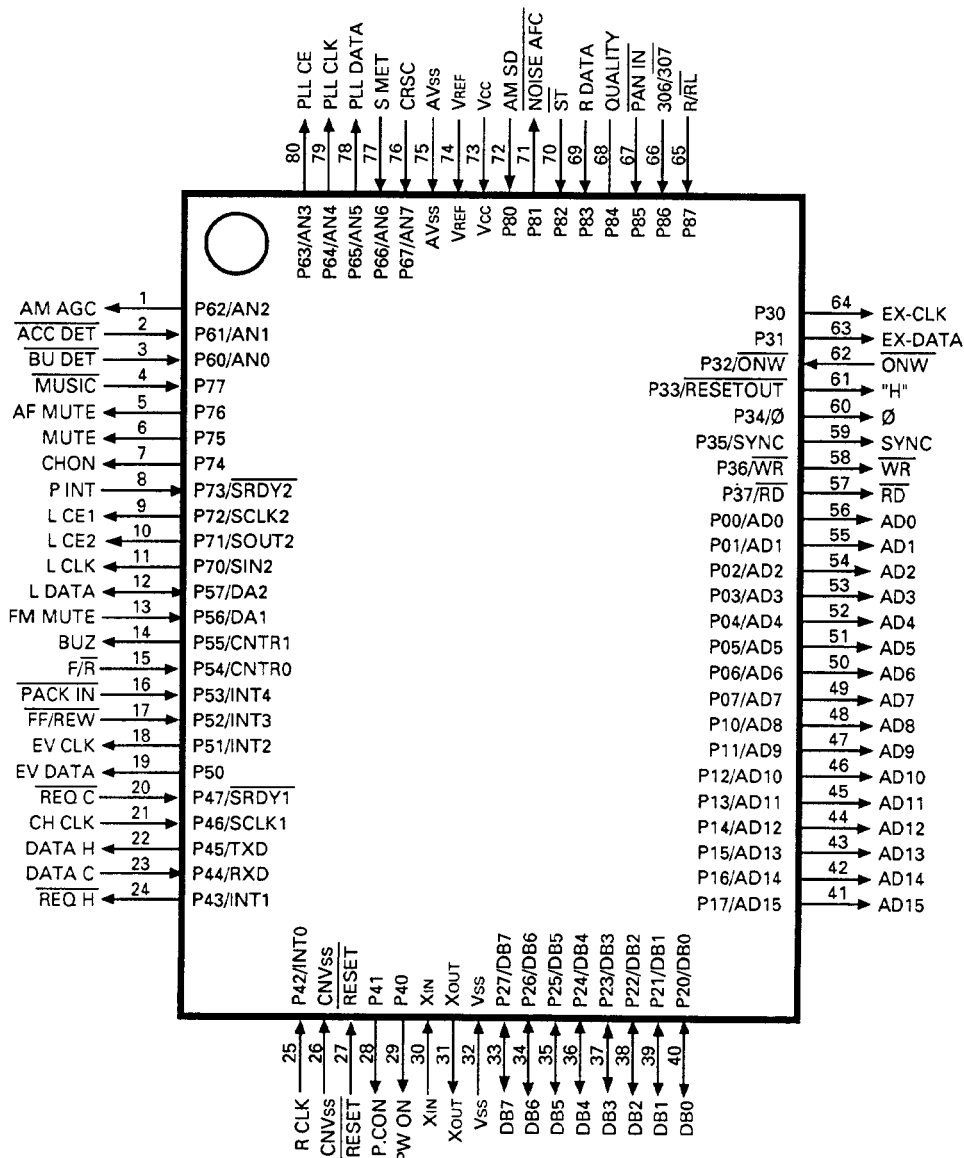 PLL CE
PLL CLK
PLL DATA
S MET
CRSC
AVss
VREF
Vcc
AM SD
NOISE AFC
ST
R DATA
QUALITY
PAN IN
306/307
R/RL
80
79
78
77
76
75
74
73
72
71
70
69
68
67
66
65
P63/AN3
P64/AN4
P65/AN5
P66/AN6
P67/AN7
AVss
VREF
Vcc
P80
P81
P82
P83
P84
P85
P86
P87
AM AGC 1 P62/AN2
ACC DET 2 P61/AN1
BU DET 3 P60/AN0
MUSIC 4 P77
AF MUTE 5 P76
MUTE 6 P75
CHON 7 P74
P INT 8 P73/SRDY2
L CE1 9 P72/SCLK2
L CE2 10 P71/SOUT2
L CLK 11 P70/SIN2
L DATA 12 P57/DA2
FM MUTE 13 P56/DA1
BUZ 14 P55/CNTR1
F/R 15 P54/CNTR0
PACK IN 16 P53/INT4
FF/REW 17 P52/INT3
EV CLK 18 P51/INT2
EV DATA 19 P50
REQ C 20 P47/SRDY1
CH CLK 21 P46/SCLK1
DATA H 22 P45/TXD
DATA C 23 P44/RXD
REQ H 24 P43/INT1
P30 64 EX-CLK
P31 63 EX-DATA
P32/ONW 62 ONW
P33/RESETOUT 61 "H"
P34/Ø 60 Ø
P35/SYNC 59 SYNC
P36/WR 58 WR
P37/RD 57 RD
P00/AD0 56 AD0
P01/AD1 55 AD1
P02/AD2 54 AD2
P03/AD3 53 AD3
P04/AD4 52 AD4
P05/AD5 51 AD5
P06/AD6 50 AD6
P07/AD7 49 AD7
P10/AD8 48 AD8
P11/AD9 47 AD9
P12/AD10 46 AD10
P13/AD11 45 AD11
P14/AD12 44 AD12
P15/AD13 43 AD13
P16/AD14 42 AD14
P17/AD15 41 AD15
P42/INT0
CNVss
RESET
P41
P40
XIN
XOUT
Vss
P27/DB7
P26/DB6
P25/DB5
P24/DB4
P23/DB3
P22/DB2
P21/DB1
P20/DB0
25
26
27
28
29
30
31
32
33
34
35
36
37
38
39
40
R CLK
CNVss
RESET
P.CON
PW ON
XIN
XOUT
Vss
DB7
DB6
DB5
DB4
DB3
DB2
DB1
DB0